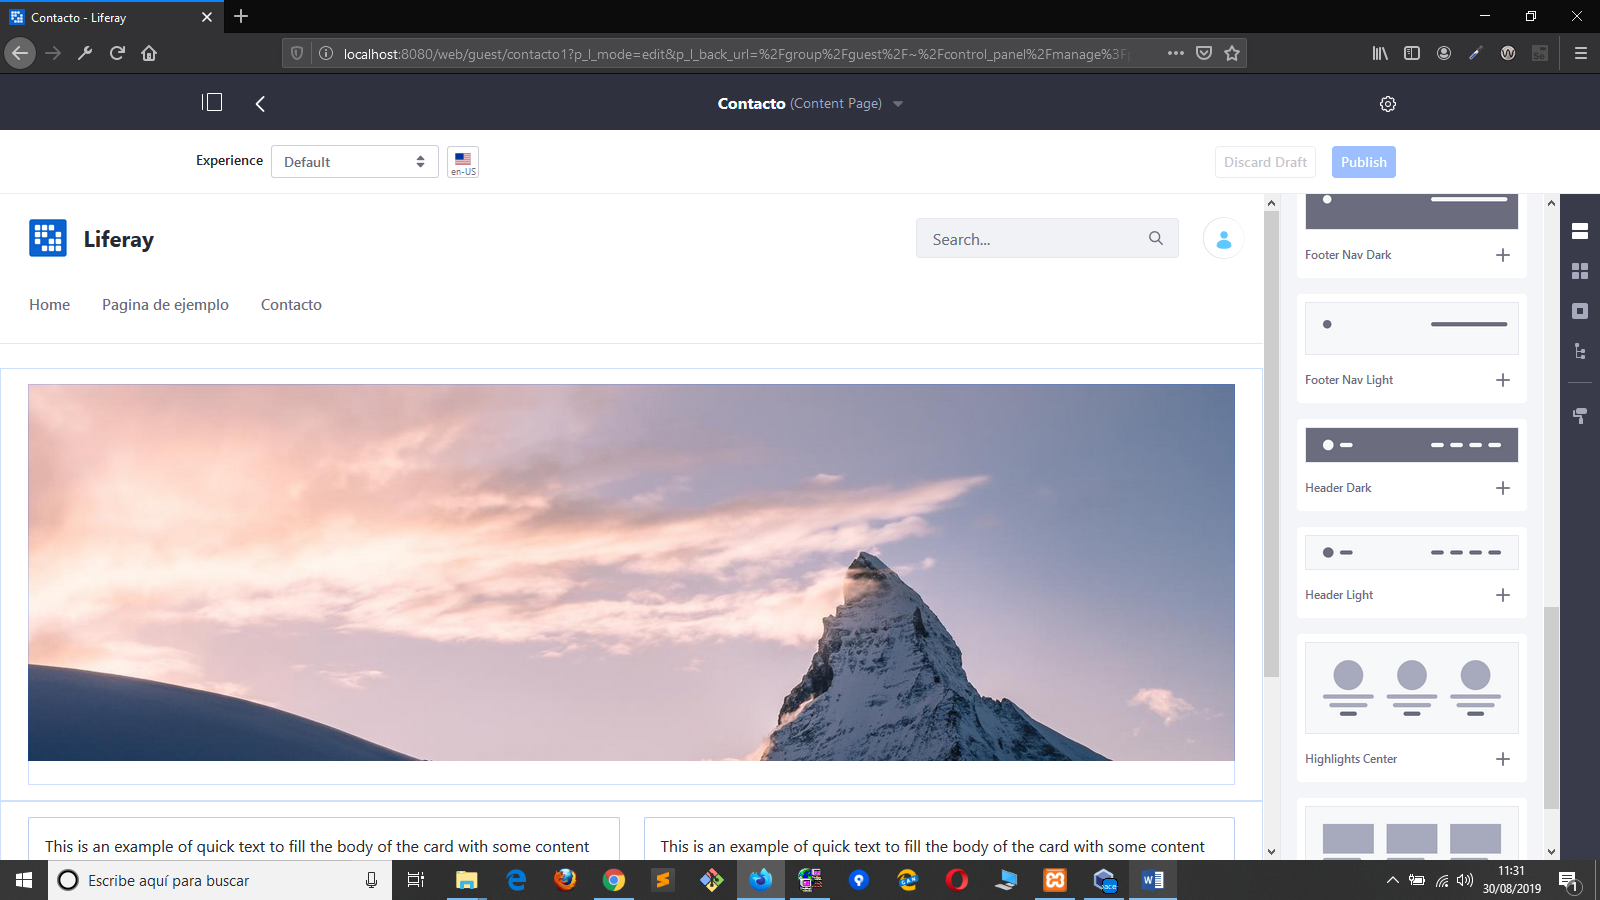 Contacto - Liferay
localhost:8080/web/guest/contacto1?p_l_mode=edit&p_l_back_url=%2Fgroup%2Fguest%2F~%2Fcontrol_panel%2Fmanage%3F
Contacto (Content Page)
Experience
Default
en-US
Discard Draft
Publish
Liferay
Search...
Home
Pagina de ejemplo
Contacto
This is an example of quick text to fill the body of the card with some content
This is an example of quick text to fill the body of the card with some content
Footer Nav Dark
Footer Nav Light
Header Dark
Header Light
Highlights Center
Escribe aquí para buscar
11:31
30/08/2019
1